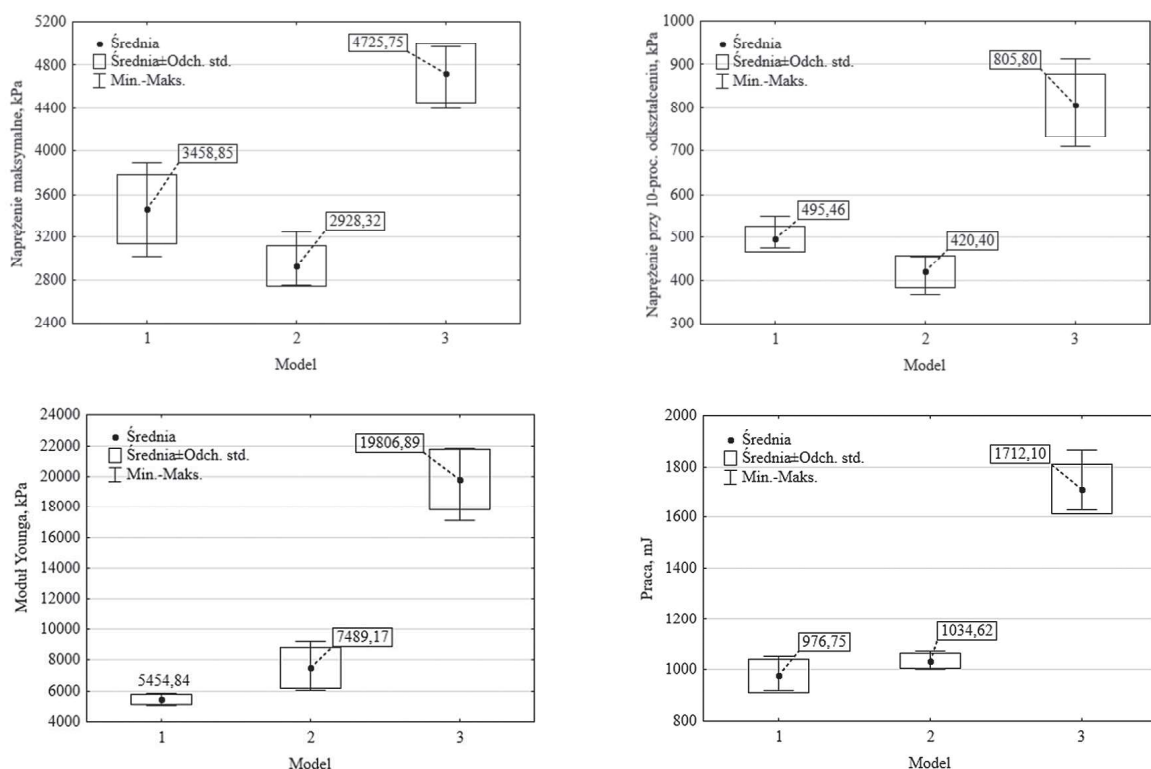 Naprężenie maksymalne, kPa
5200
4800
4400
4000
3600
3200
2800
2400
Średnia
Średnia±Odch. std.
Min.-Maks.
3458,85
2928,32
4725,75
1
2
3
Model
Naprężenie przy 10-proc. odkształceniu, kPa
1000
900
800
700
600
500
400
300
Średnia
Średnia±Odch. std.
Min.-Maks.
495,46
420,40
805,80
1
2
3
Model
Moduł Younga, kPa
24000
22000
20000
18000
16000
14000
12000
10000
8000
6000
4000
Średnia
Średnia±Odch. std.
Min.-Maks.
5454,84
7489,17
19806,89
1
2
3
Model
Praca, mJ
2000
1800
1600
1400
1200
1000
800
Średnia
Średnia±Odch. std.
Min.-Maks.
976,75
1034,62
1712,10
1
2
3
Model